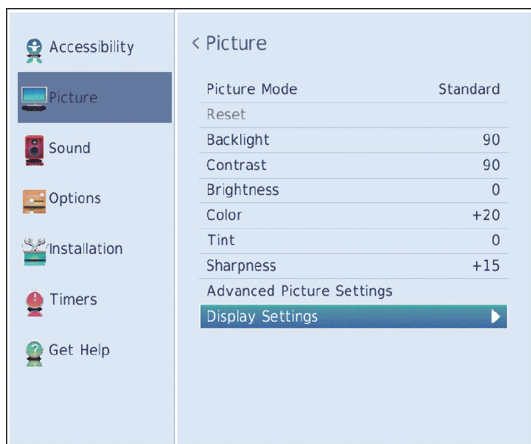 Accessibility
Picture
Sound
Options
Installation
Timers
Get Help
< Picture
Picture Mode Standard
Reset
Backlight 90
Contrast 90
Brightness 0
Color +20
Tint 0
Sharpness +15
Advanced Picture Settings
Display Settings